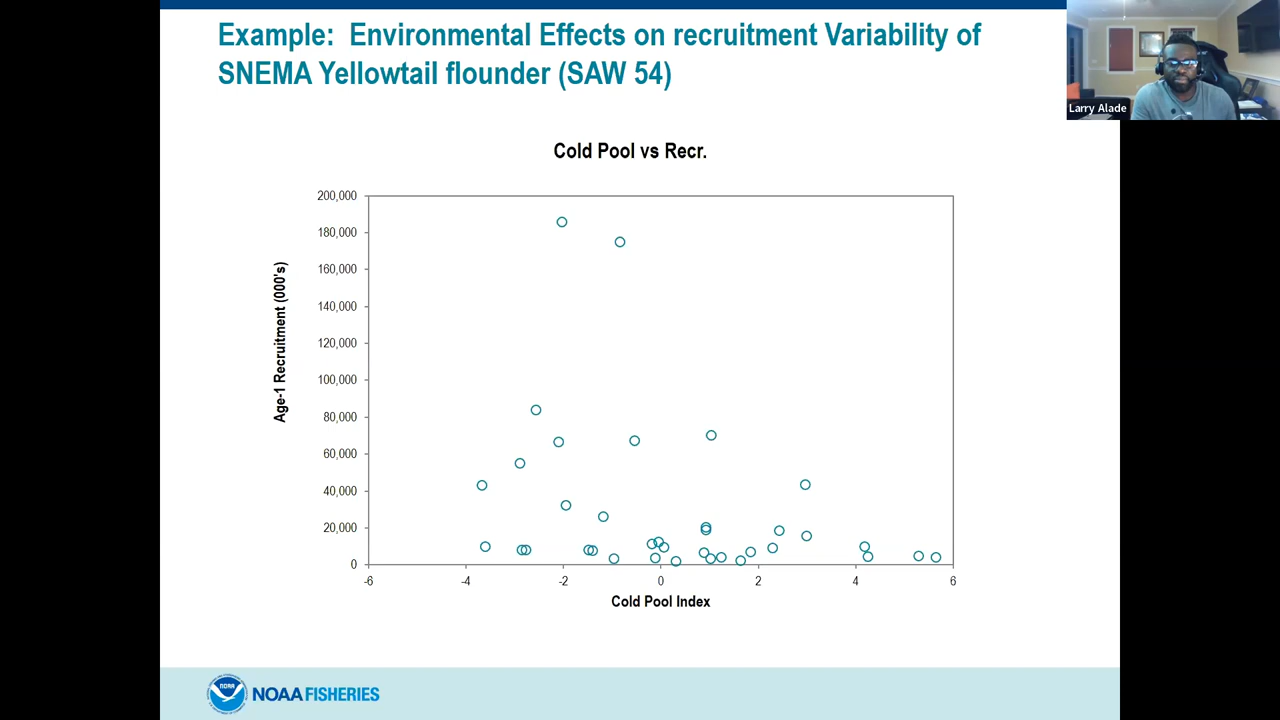 Example: Environmental Effects on recruitment Variability of
SNEMA Yellowtail flounder (SAW 54)
Larry Alade
Cold Pool vs Recr.
Age-1 Recruitment (000's)
200,000
180,000
160,000
140,000
120,000
100,000
80,000
60,000
40,000
20,000
0
-6 -4 -2 0 2 4 6
Cold Pool Index
NOAA
NOAA FISHERIES